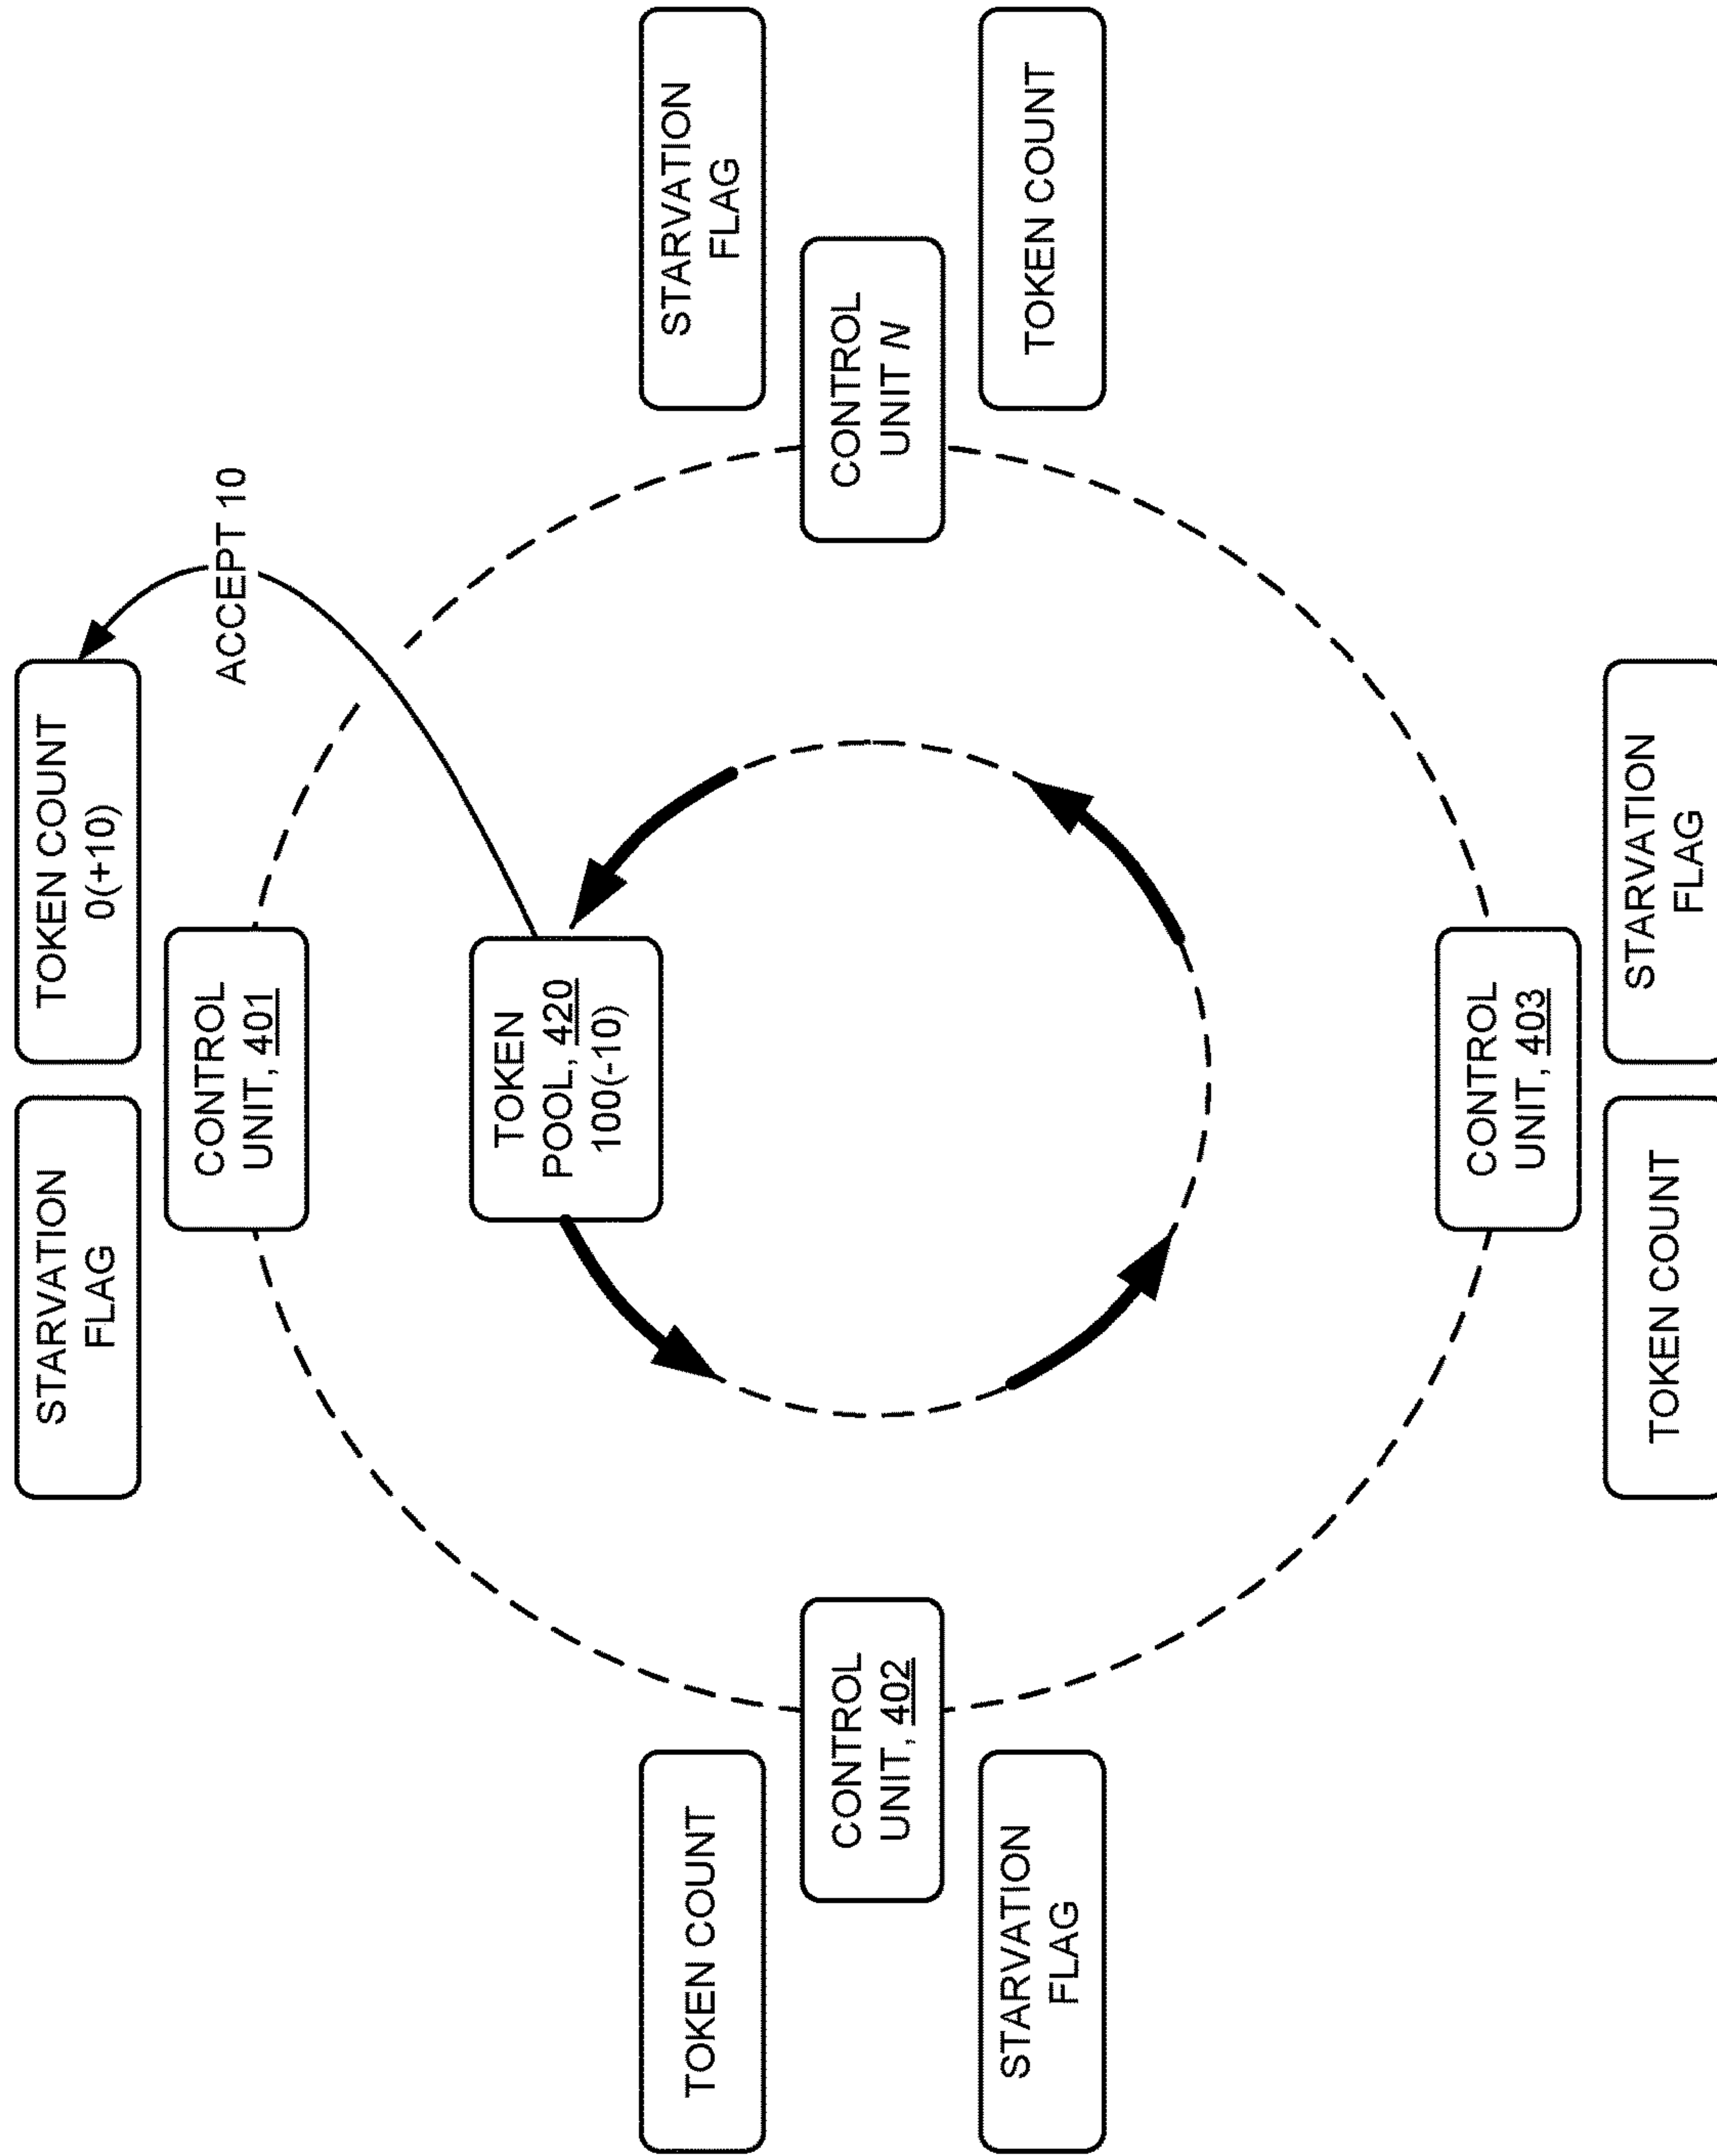 STARVATION
FLAG
TOKEN COUNT
0(+10)
CONTROL
UNIT, 401
ACCEPT 10
TOKEN
POOL, 420
100(-10)
TOKEN COUNT
STARVATION
FLAG
CONTROL
UNIT, 402
CONTROL
UNIT N
STARVATION
FLAG
TOKEN COUNT
CONTROL
UNIT, 403
TOKEN COUNT
STARVATION
FLAG